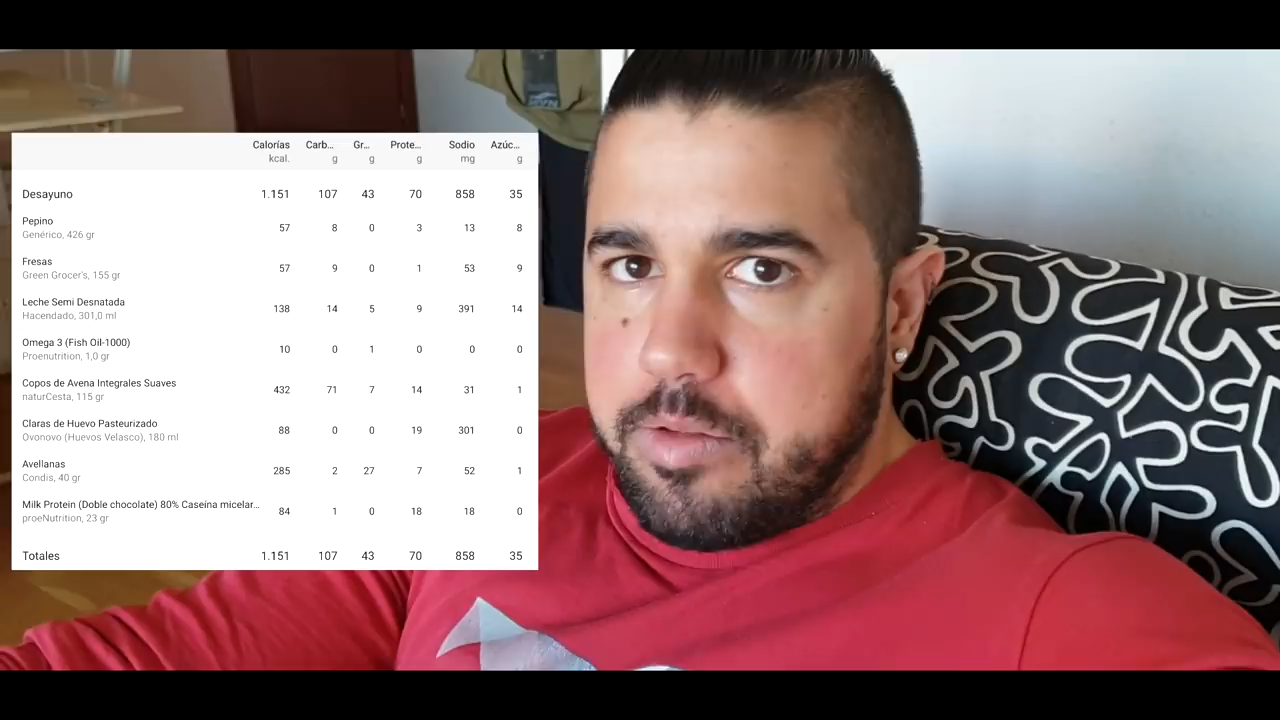 Calorías Carb... Gr... Prote... Sodio Azúc...
kcal. g g g mg g
Desayuno 1.151 107 43 70 858 35
Pepino
Genérico, 426 gr 57 8 0 3 13 8
Fresas
Green Grocer's, 155 gr 57 9 0 1 53 9
Leche Semi Desnatada
Hacendado, 301,0 ml 138 14 5 9 391 14
Omega 3 (Fish Oil-1000)
Proenutrition, 1,0 gr 10 0 1 0 0 0
Copos de Avena Integrales Suaves
naturCesta, 115 gr 432 71 7 14 31 1
Claras de Huevo Pasteurizado
Ovonovo (Huevos Velasco), 180 ml 88 0 0 19 301 0
Avellanas
Condis, 40 gr 285 2 27 7 52 1
Milk Protein (Doble chocolate) 80% Caseína micelar...
proeNutrition, 23 gr 84 1 0 18 18 0
Totales 1.151 107 43 70 858 35